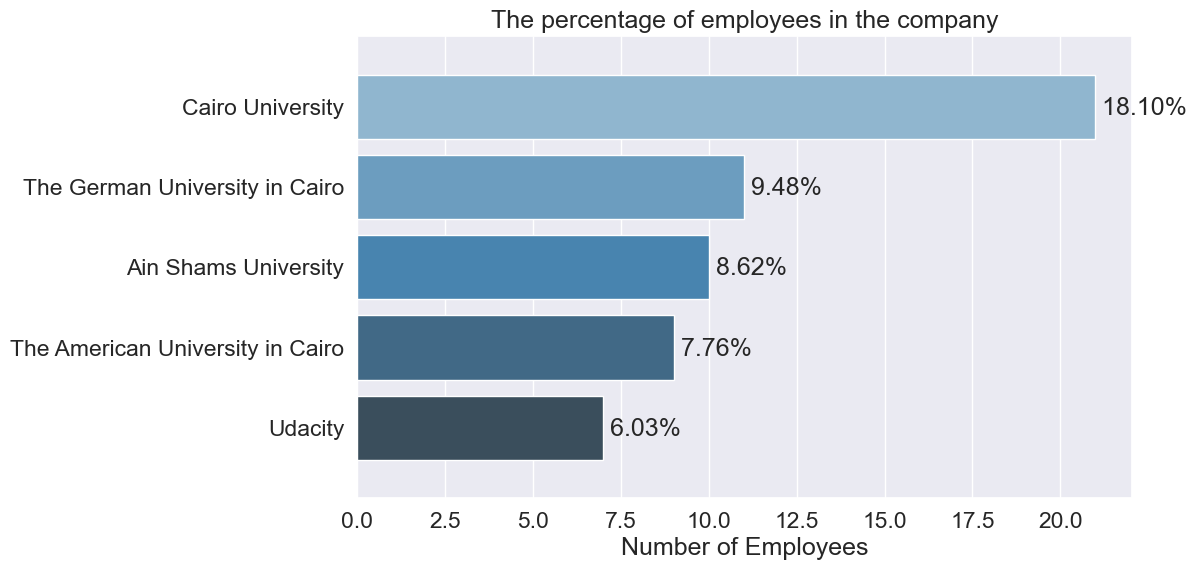 The percentage of employees in the company
Cairo University
18.10%
The German University in Cairo
9.48%
Ain Shams University
8.62%
The American University in Cairo
7.76%
Udacity
6.03%
0.0 2.5 5.0 7.5 10.0 12.5 15.0 17.5 20.0
Number of Employees